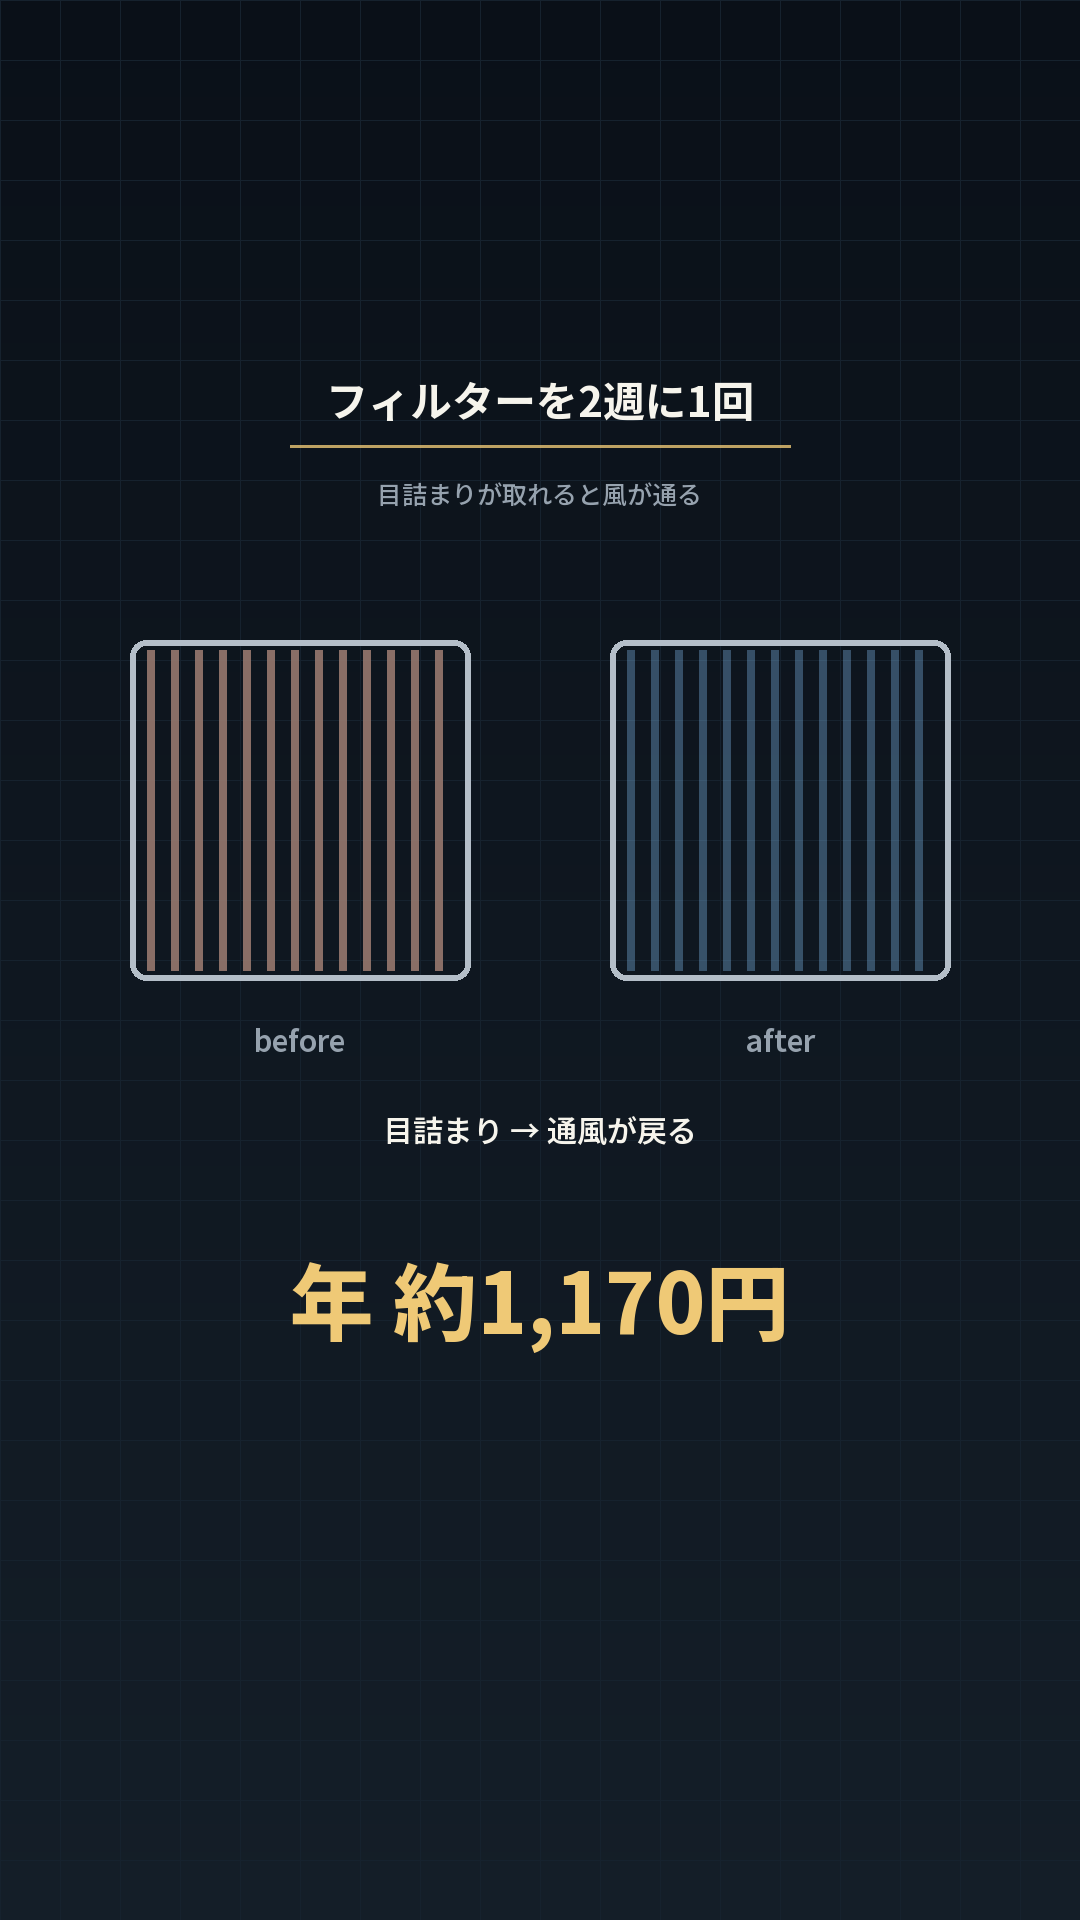 フィルターを2週に1回
目詰まりが取れると風が通る
before
after
目詰まり → 通風が戻る
年 約1,170円